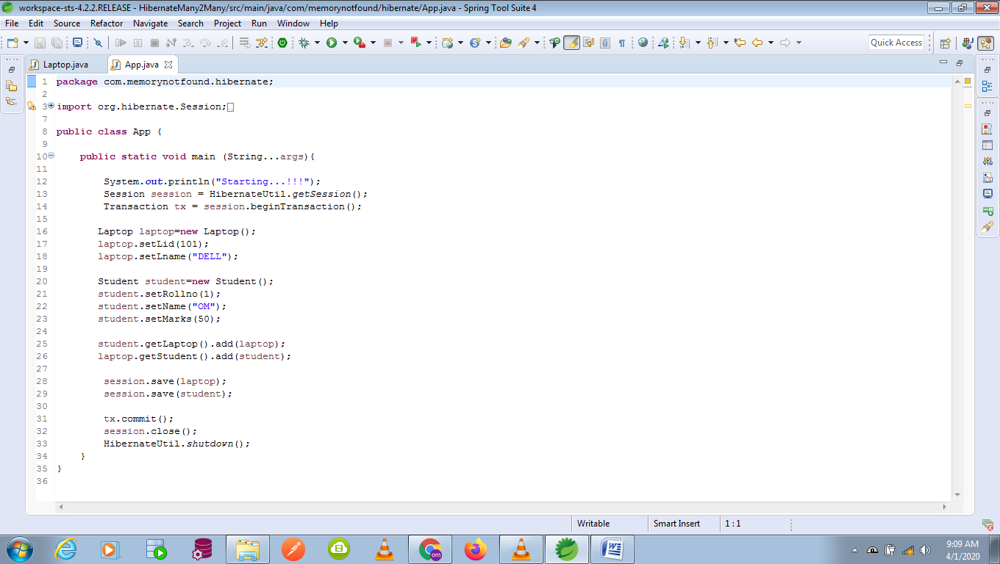 workspace-sts-4.2.2.RELEASE - HibernateMany2Many/src/main/java/com/memorynotfound/hibernate/App.java - Spring Tool Suite 4
File Edit Source Refactor Navigate Search Project Run Window Help
Quick Access
Laptop.java App.java
1 package com.memorynotfound.hibernate;
2
3 import org.hibernate.Session;
7
8 public class App {
9
10 public static void main (String...args){
11
12 System.out.println("Starting...!!!");
13 Session session = HibernateUtil.getSession();
14 Transaction tx = session.beginTransaction();
15
16 Laptop laptop=new Laptop();
17 laptop.setLid(101);
18 laptop.setLname("DELL");
19
20 Student student=new Student();
21 student.setRollno(1);
22 student.setName("OM");
23 student.setMarks(50);
24
25 student.getLaptop().add(laptop);
26 laptop.getStudent().add(student);
27
28 session.save(laptop);
29 session.save(student);
30
31 tx.commit();
32 session.close();
33 HibernateUtil.shutdown();
34 }
35 }
36
Writable Smart Insert 1 : 1
om
9:09 AM
4/1/2020